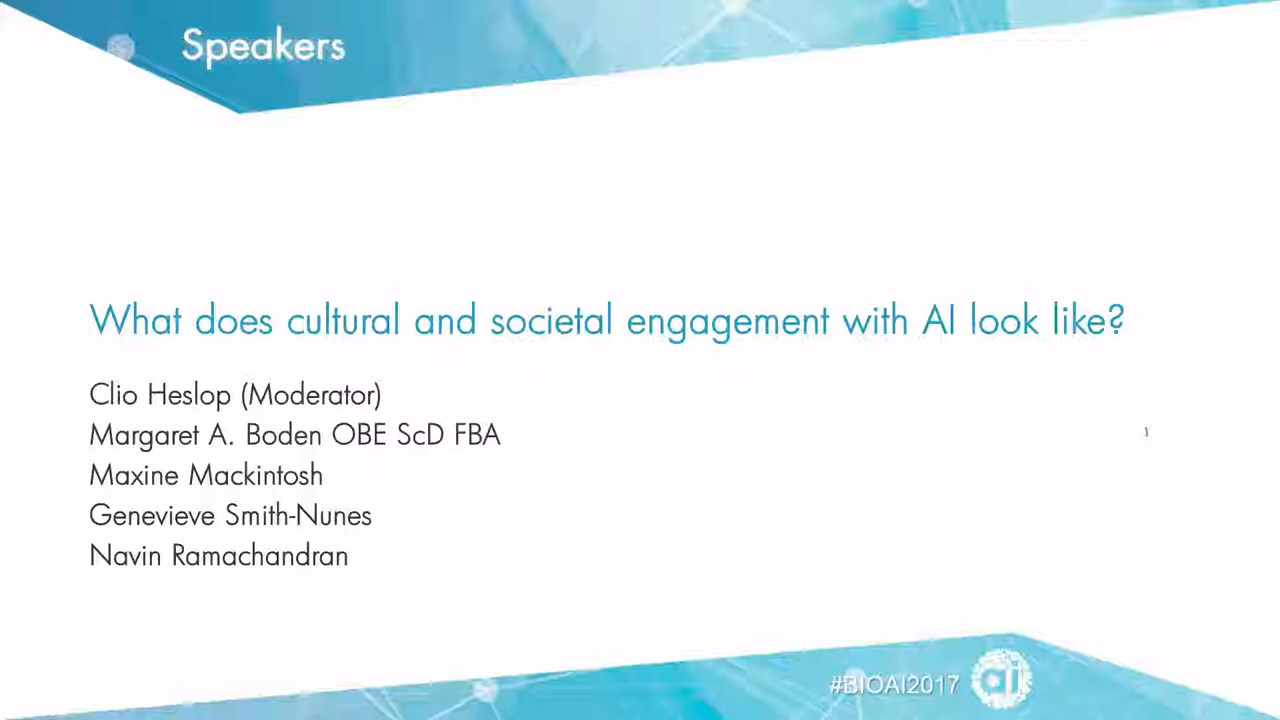 Speakers
What does cultural and societal engagement with AI look like?
Clio Heslop (Moderator)
Margaret A. Boden OBE ScD FBA
1
Maxine Mackintosh
Genevieve Smith-Nunes
Navin Ramachandran
#BIOAI2017
ai